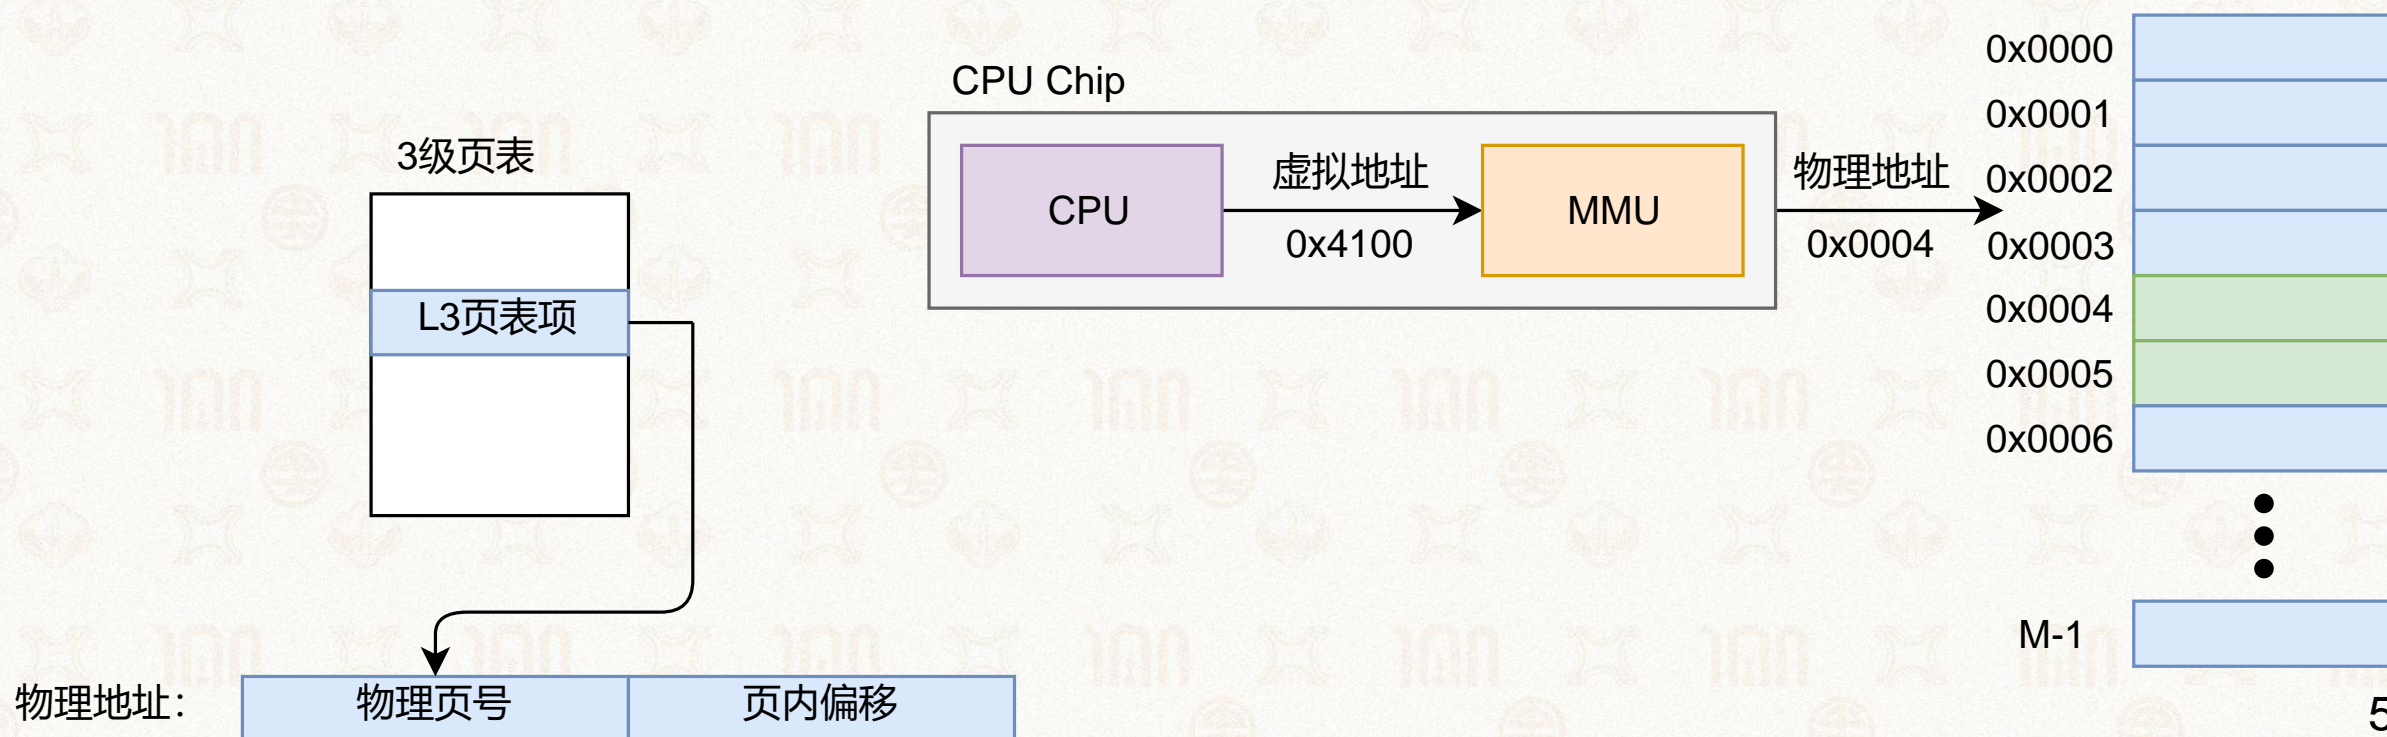 3级页表
L3页表项
物理地址：
物理页号
页内偏移
CPU Chip
CPU
虚拟地址
0x4100
MMU
物理地址
0x0004
0x0000
0x0001
0x0002
0x0003
0x0004
0x0005
0x0006
M-1
5